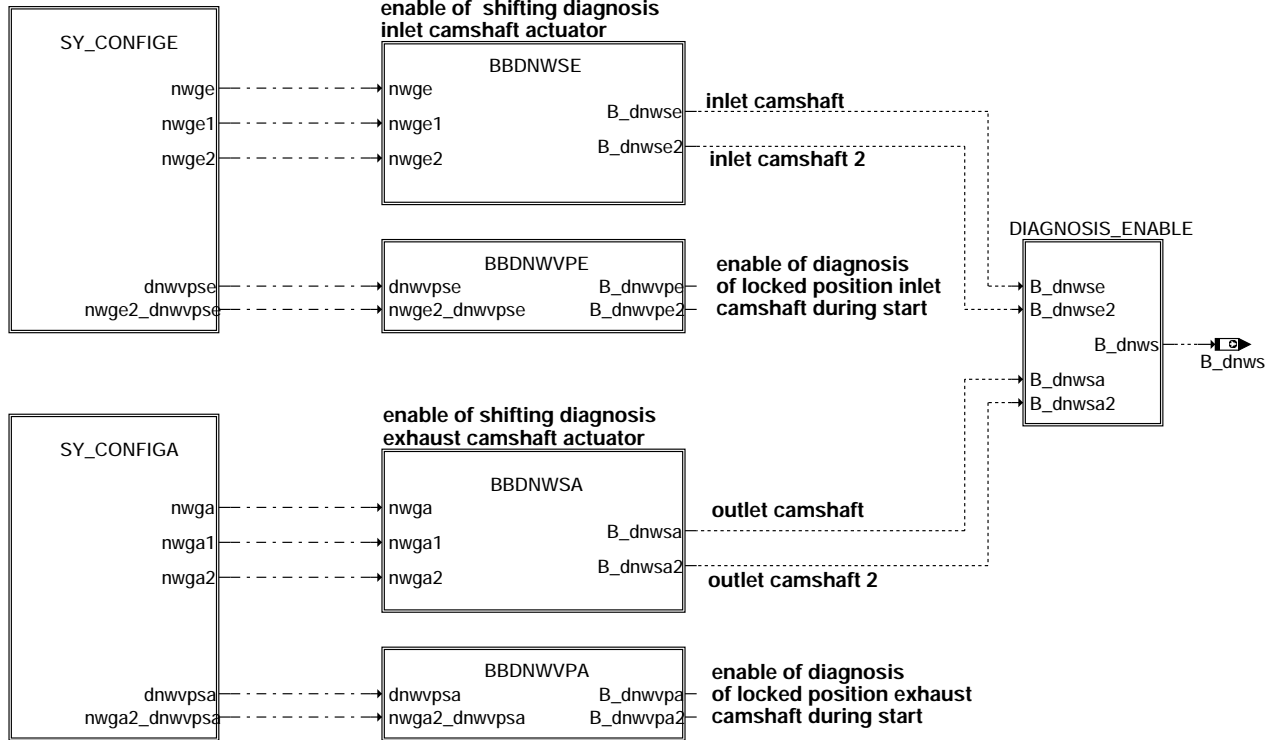 enable of  shifting diagnosis
inlet camshaft actuator
SY_CONFIGE
nwge
nwge1
nwge2
dnwvpse
nwge2_dnwvpse
BBDNWSE
nwge
nwge1
nwge2
B_dnwse
B_dnwse2
inlet camshaft
inlet camshaft 2
BBDNWVPE
dnwvpse
nwge2_dnwvpse
B_dnwvpe
B_dnwvpe2
enable of diagnosis
of locked position inlet
camshaft during start
DIAGNOSIS_ENABLE
B_dnwse
B_dnwse2
B_dnws
B_dnwsa
B_dnwsa2
B_dnws
enable of shifting diagnosis
exhaust camshaft actuator
SY_CONFIGA
nwga
nwga1
nwga2
dnwvpsa
nwga2_dnwvpsa
BBDNWSA
nwga
nwga1
nwga2
B_dnwsa
B_dnwsa2
outlet camshaft
outlet camshaft 2
BBDNWVPA
dnwvpsa
nwga2_dnwvpsa
B_dnwvpa
B_dnwvpa2
enable of diagnosis
of locked position exhaust
camshaft during start